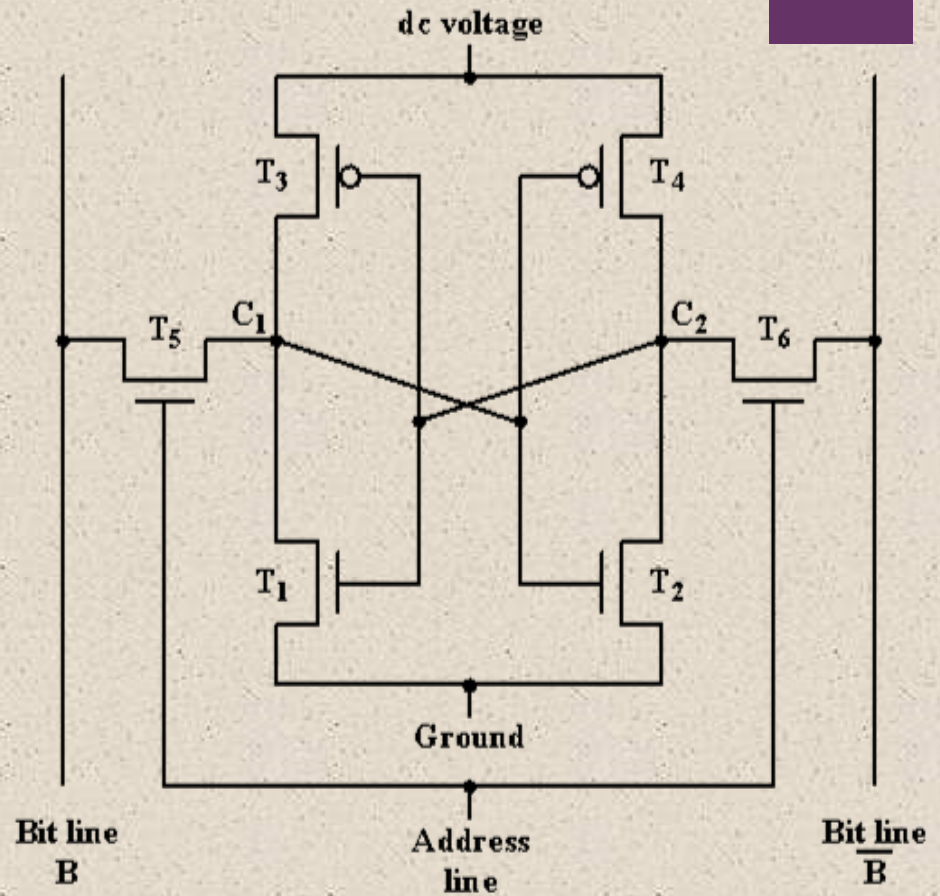 dc voltage
T3
T4
T5
C1
C2
T6
T1
T2
Ground
Bit line
B
Address
line
Bit line
B̅